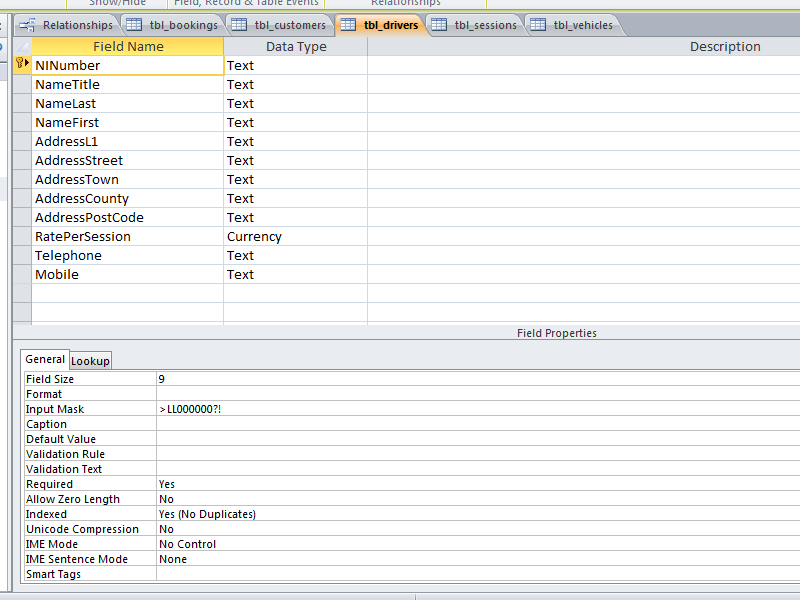 Show/Hide Field, Record & Table Events Relationships
Relationships tbl_bookings tbl_customers tbl_drivers tbl_sessions tbl_vehicles
Field Name Data Type Description
NINumber Text
NameTitle Text
NameLast Text
NameFirst Text
AddressL1 Text
AddressStreet Text
AddressTown Text
AddressCounty Text
AddressPostCode Text
RatePerSession Currency
Telephone Text
Mobile Text
Field Properties
General Lookup
Field Size 9
Format
Input Mask >LL000000?!
Caption
Default Value
Validation Rule
Validation Text
Required Yes
Allow Zero Length No
Indexed Yes (No Duplicates)
Unicode Compression No
IME Mode No Control
IME Sentence Mode None
Smart Tags